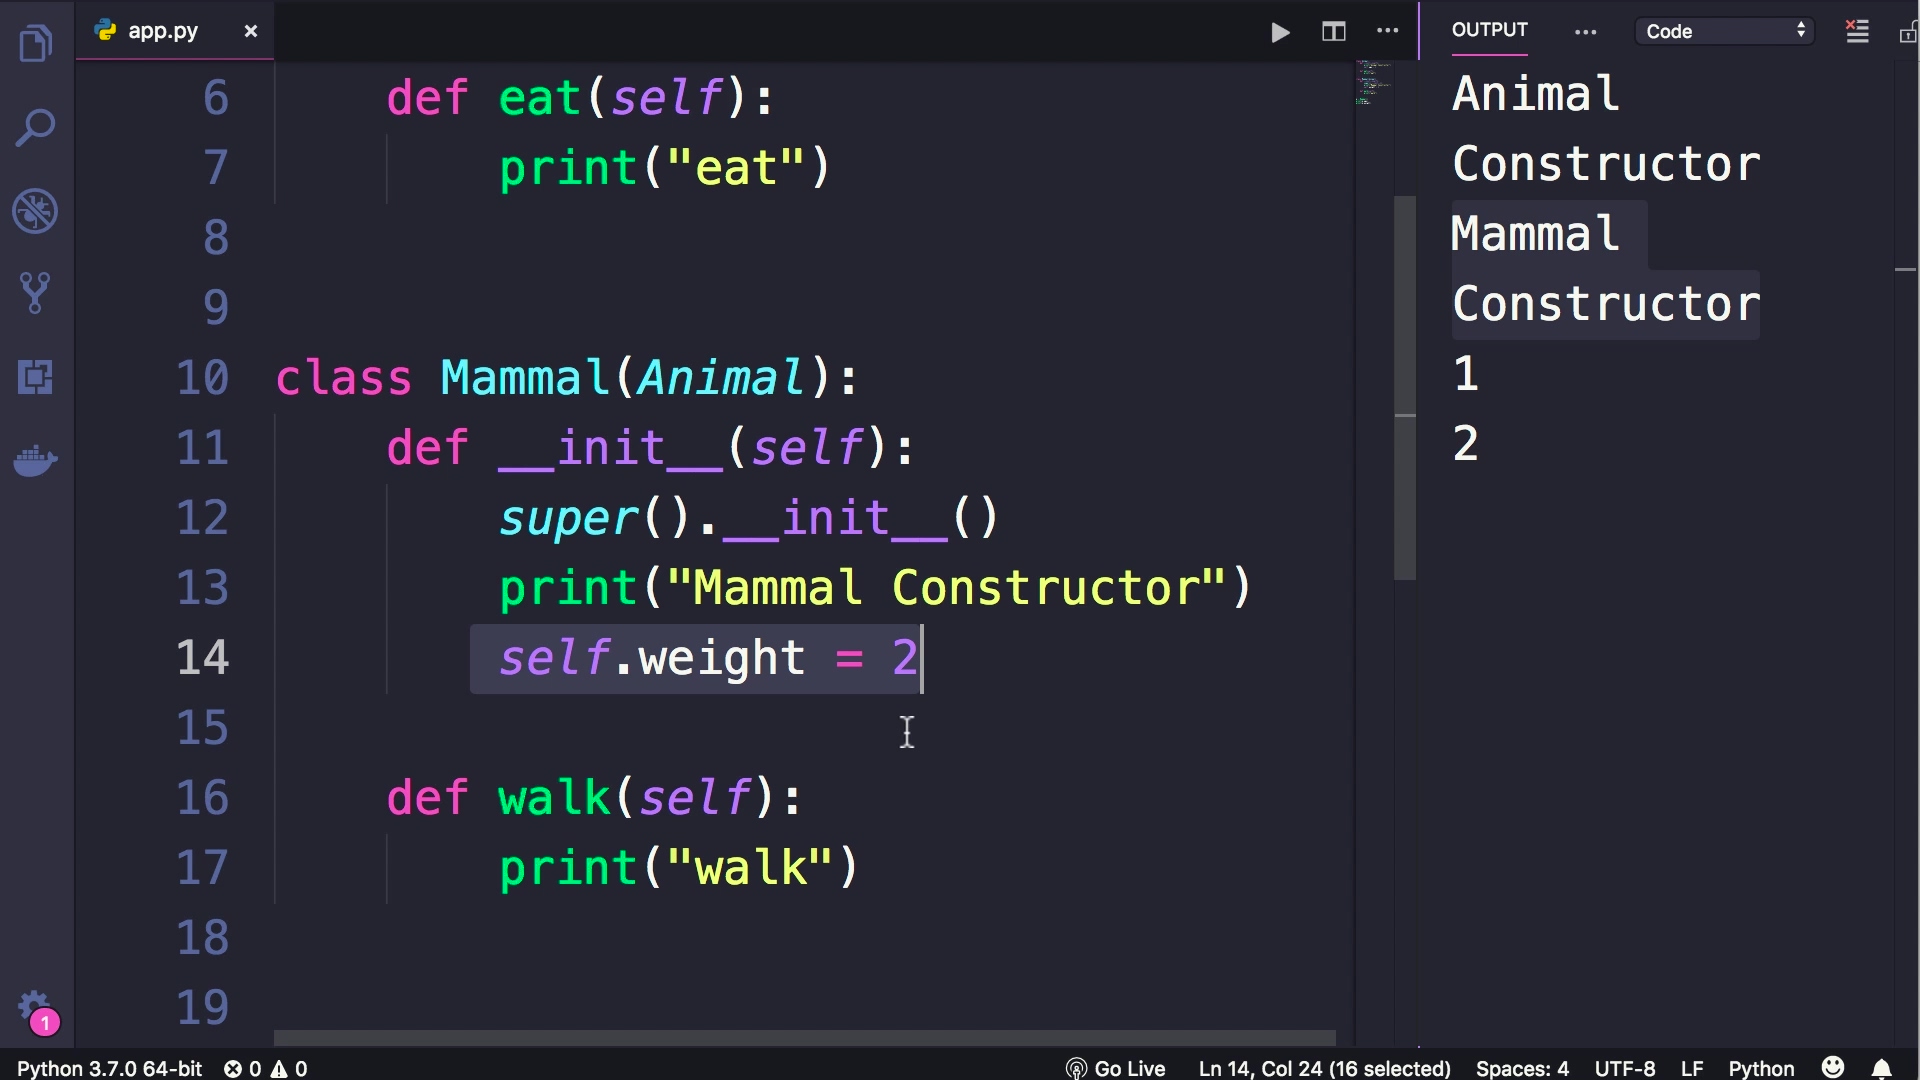 app.py
6 def eat(self):
7 print("eat")
8
9
10 class Mammal(Animal):
11 def __init__(self):
12 super().__init__()
13 print("Mammal Constructor")
14 self.weight = 2
15
16 def walk(self):
17 print("walk")
18
19
OUTPUT
Code
Animal
Constructor
Mammal
Constructor
1
2
1
Python 3.7.0 64-bit 0 0 Go Live Ln 14, Col 24 (16 selected) Spaces: 4 UTF-8 LF Python